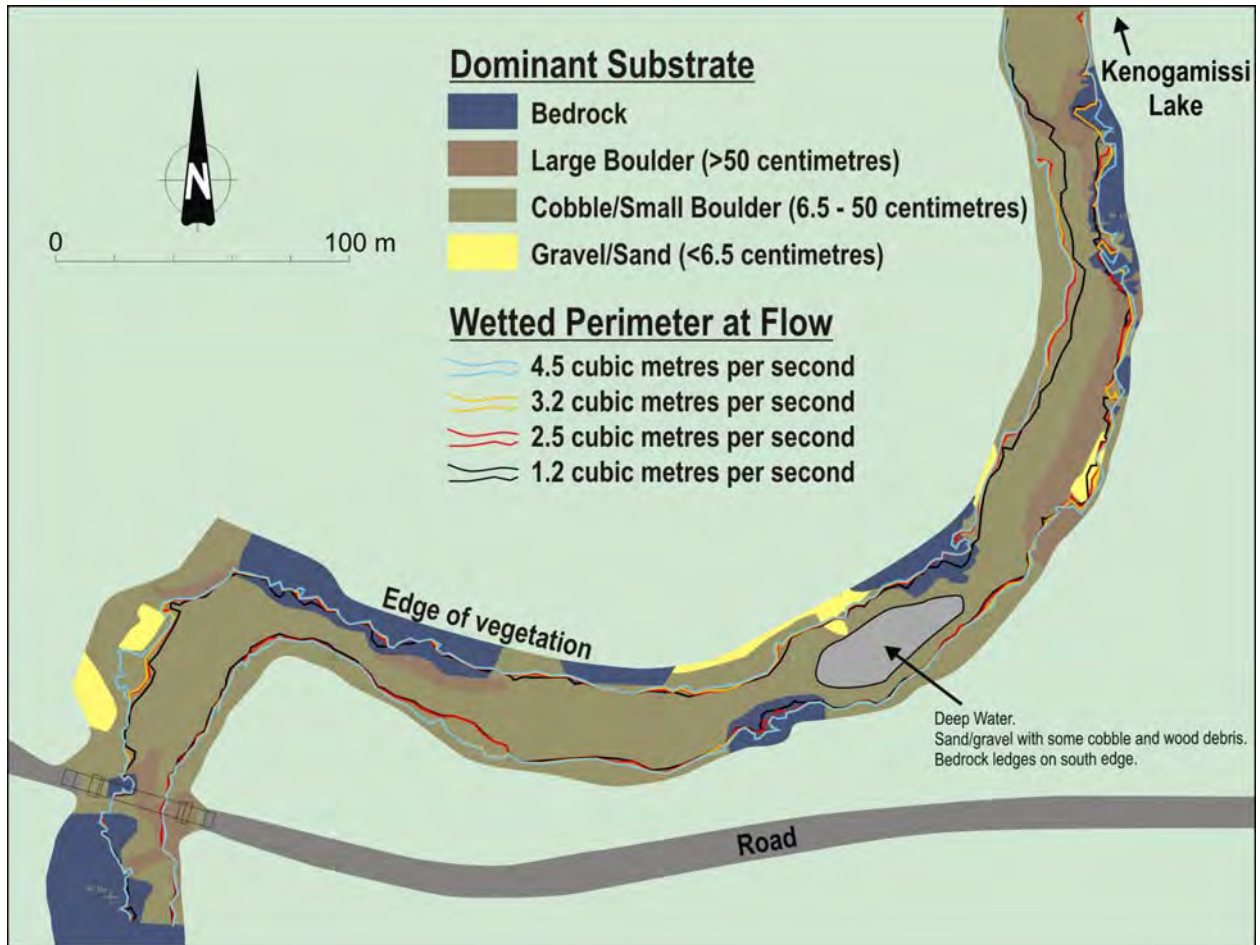 Dominant Substrate
Bedrock
Large Boulder (>50 centimetres)
Cobble/Small Boulder (6.5 - 50 centimetres)
Gravel/Sand (<6.5 centimetres)
Wetted Perimeter at Flow
4.5 cubic metres per second
3.2 cubic metres per second
2.5 cubic metres per second
1.2 cubic metres per second
N
0 100 m
Kenogamissi
Lake
Edge of vegetation
Deep Water.
Sand/gravel with some cobble and wood debris.
Bedrock ledges on south edge.
Road